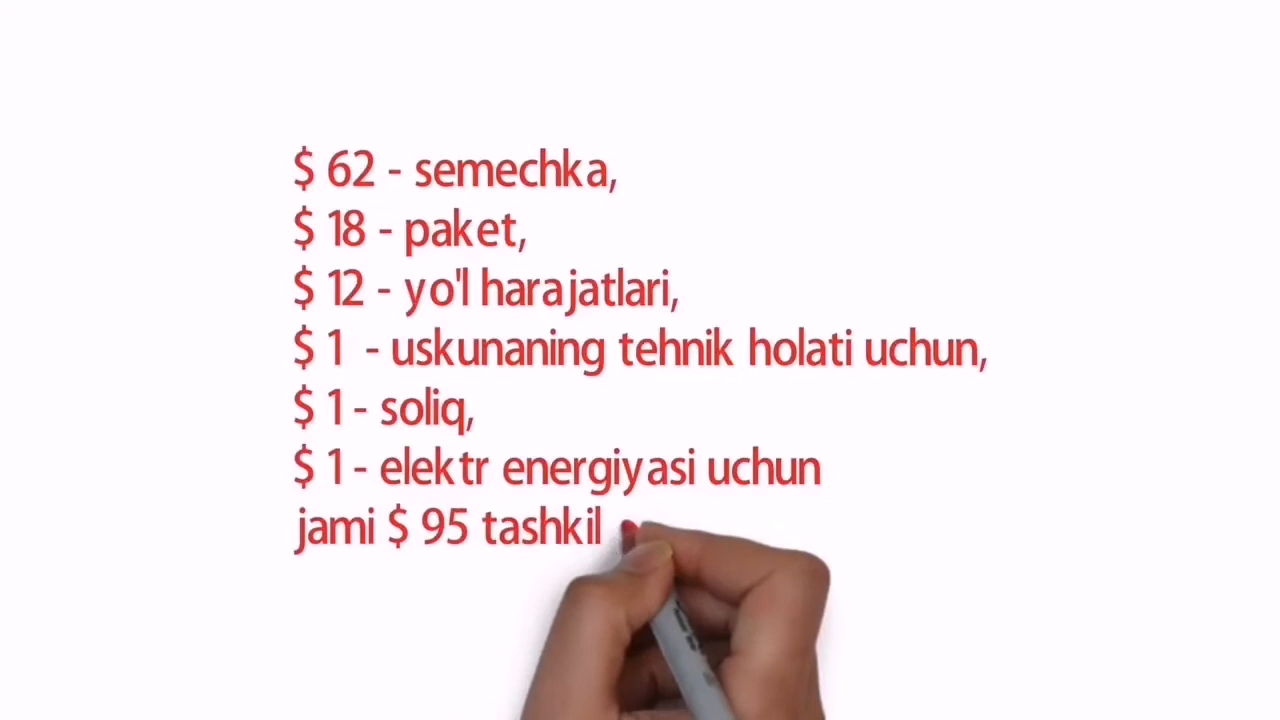 $ 62 - semechka,
$ 18 - paket,
$ 12 - yo'l harajatlari,
$ 1 - uskunaning tehnik holati uchun,
$ 1 - soliq,
$ 1 - elektr energiyasi uchun
jami $ 95 tashkil